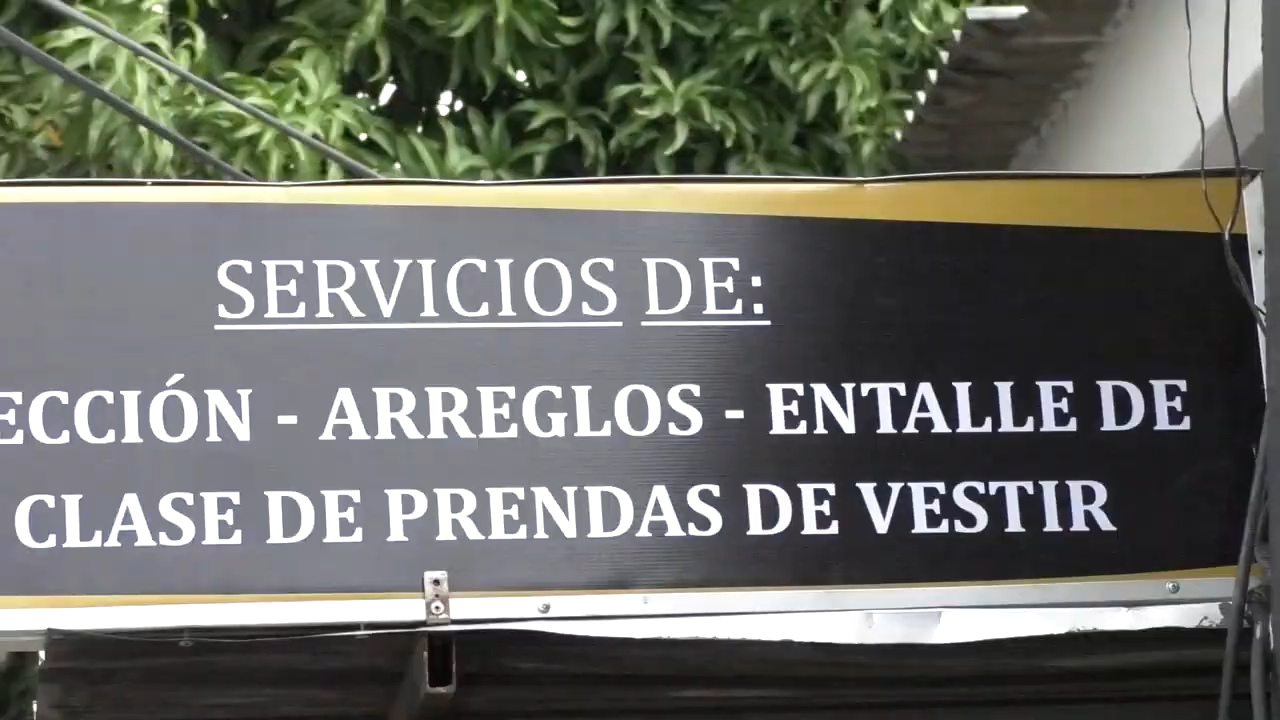 SERVICIOS DE:
ECCIÓN - ARREGLOS - ENTALLE DE
CLASE DE PRENDAS DE VESTIR